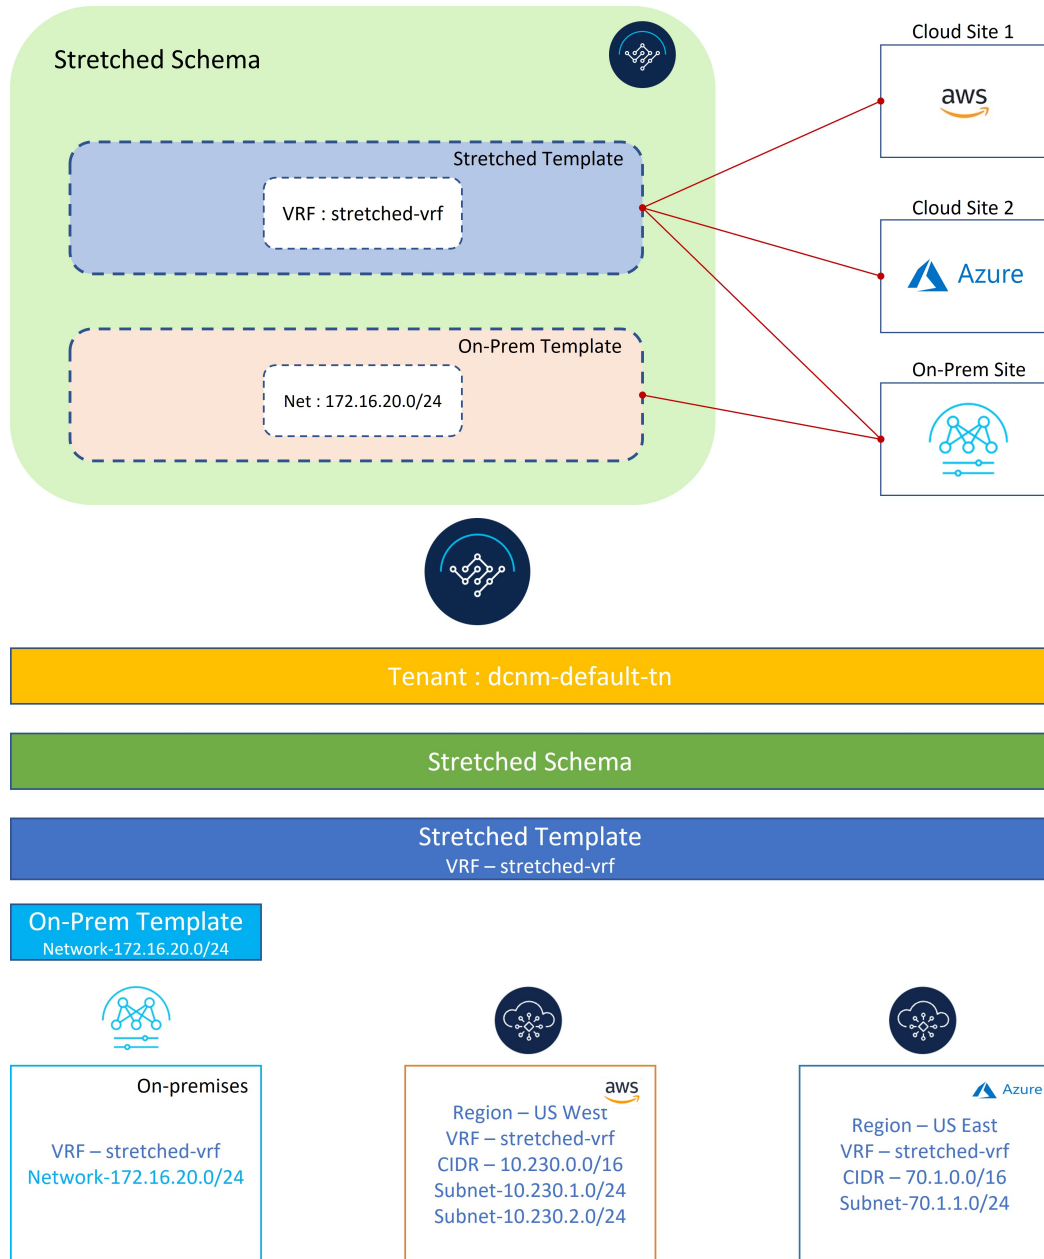 Stretched Schema
Stretched Template
VRF : stretched-vrf
On-Prem Template
Net : 172.16.20.0/24
Cloud Site 1
aws
Cloud Site 2
Azure
On-Prem Site
Tenant : dcnm-default-tn
Stretched Schema
Stretched Template
VRF – stretched-vrf
On-Prem Template
Network-172.16.20.0/24
On-premises
VRF – stretched-vrf
Network-172.16.20.0/24
aws
Region – US West
VRF – stretched-vrf
CIDR – 10.230.0.0/16
Subnet-10.230.1.0/24
Subnet-10.230.2.0/24
Azure
Region – US East
VRF – stretched-vrf
CIDR – 70.1.0.0/16
Subnet-70.1.1.0/24